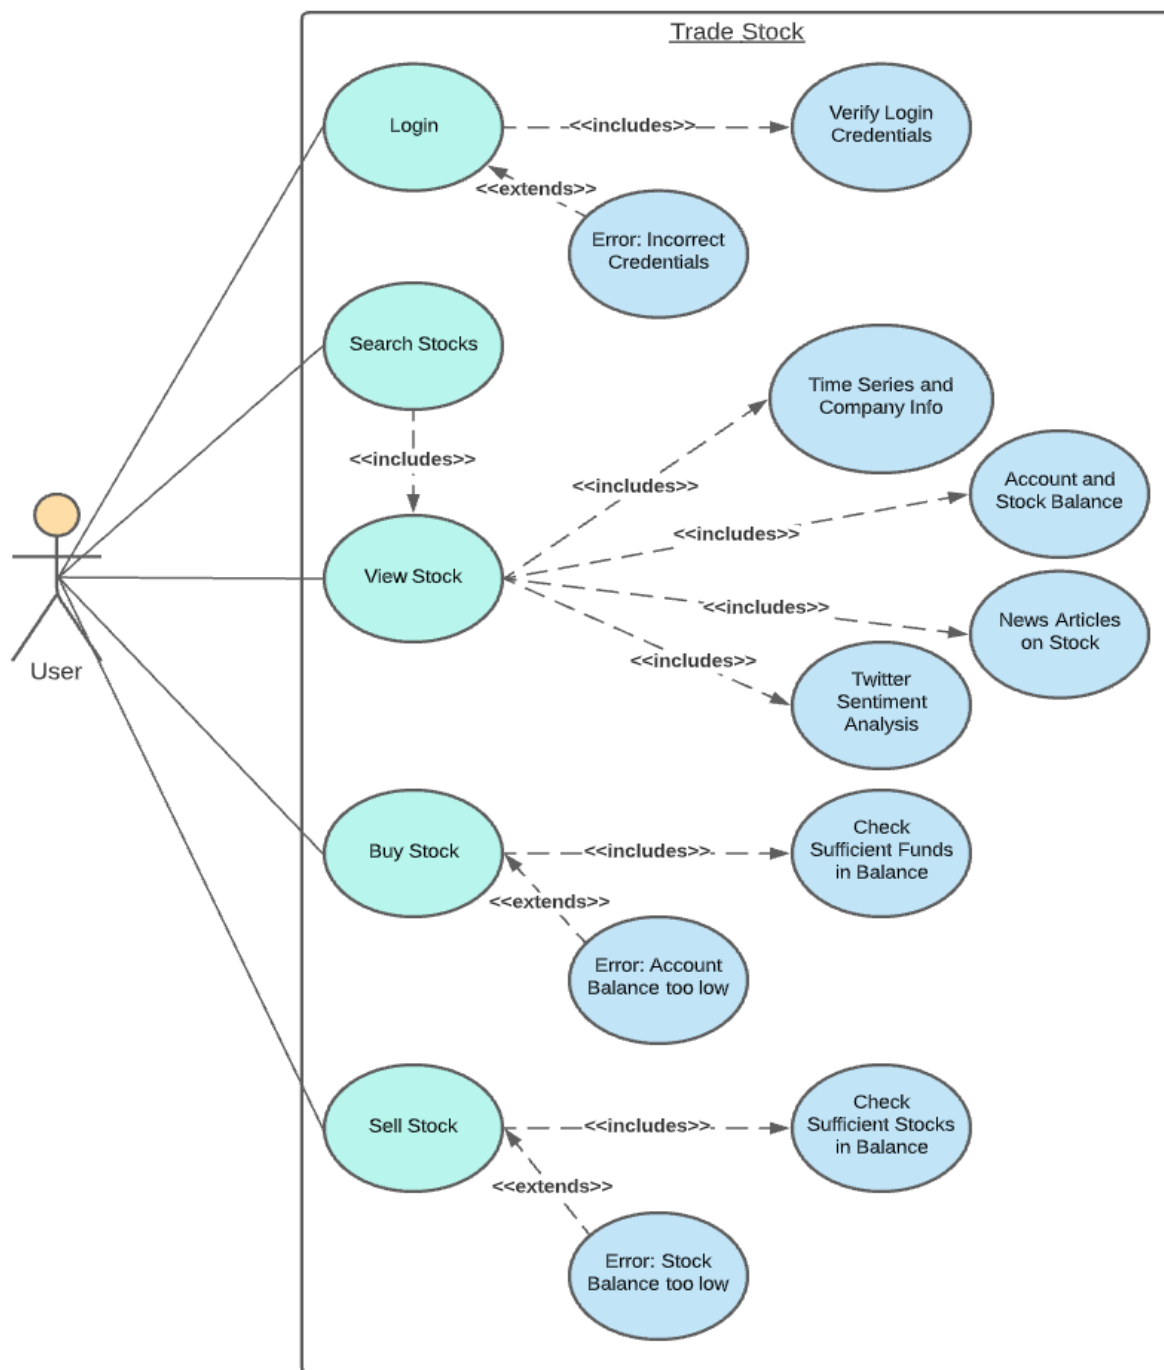 Trade Stock
Login
<<includes>>
Verify Login
Credentials
<<extends>>
Error: Incorrect
Credentials
Search Stocks
<<includes>>
Time Series and
Company Info
<<includes>>
Account and
Stock Balance
<<includes>>
View Stock
<<includes>>
News Articles
on Stock
<<includes>>
Twitter
Sentiment
Analysis
User
Buy Stock
<<includes>>
Check
Sufficient Funds
in Balance
<<extends>>
Error: Account
Balance too low
Sell Stock
<<includes>>
Check
Sufficient Stocks
in Balance
<<extends>>
Error: Stock
Balance too low